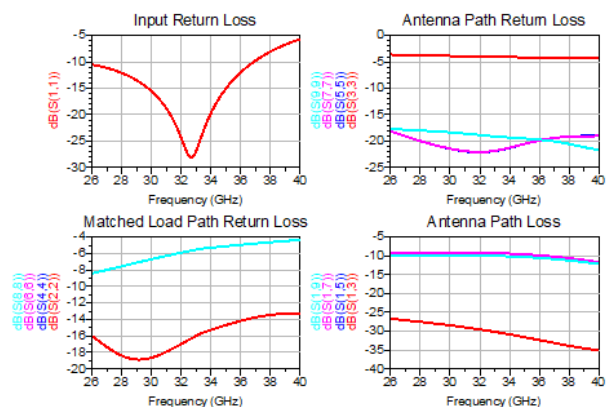 Input Return Loss
dB(S(1,1))
-5
-10
-15
-20
-25
-30
26 28 30 32 34 36 38 40
Frequency (GHz)
Antenna Path Return Loss
dB(S(9,9))
dB(S(7,7))
dB(S(5,5))
dB(S(3,3))
0
-5
-10
-15
-20
-25
26 28 30 32 34 36 38 40
Frequency (GHz)
Matched Load Path Return Loss
dB(S(8,8))
dB(S(6,6))
dB(S(4,4))
dB(S(2,2))
-4
-6
-8
-10
-12
-14
-16
-18
-20
26 28 30 32 34 36 38 40
Frequency (GHz)
Antenna Path Loss
dB(S(1,9))
dB(S(1,7))
dB(S(1,5))
dB(S(1,3))
-5
-10
-15
-20
-25
-30
-35
-40
26 28 30 32 34 36 38 40
Frequency (GHz)